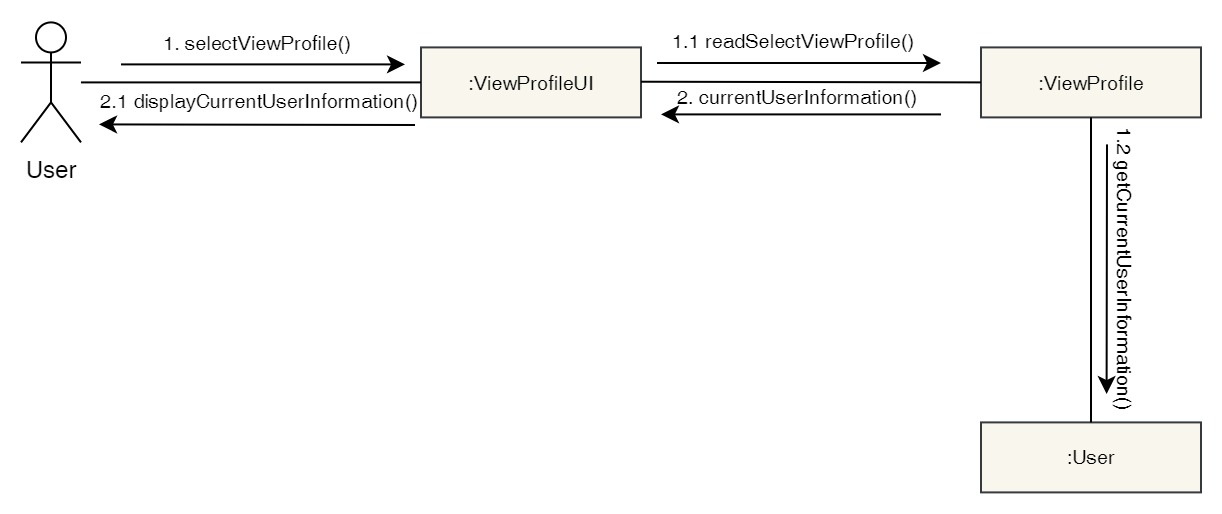 1. selectViewProfile()
1.1 readSelectViewProfile()
:ViewProfileUI
:ViewProfile
2.1 displayCurrentUserInformation()
2. currentUserInformation()
User
1.2 getCurrentUserInformation()
:User